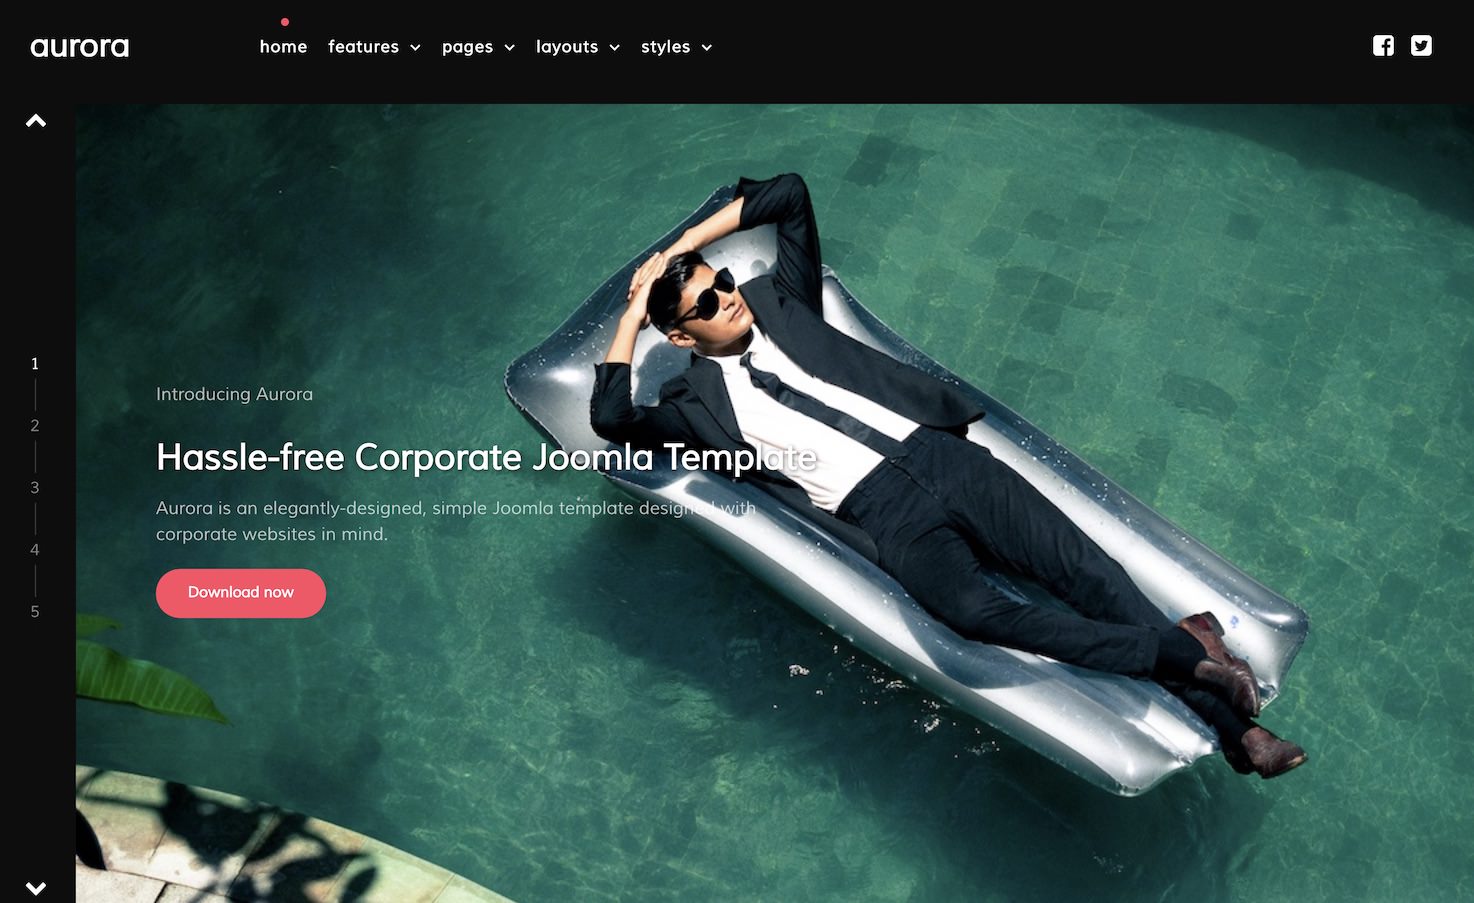 aurora
home features pages layouts styles
1
2
3
4
5
Introducing Aurora
Hassle-free Corporate Joomla Template
Aurora is an elegantly-designed, simple Joomla template designed with
corporate websites in mind.
Download now